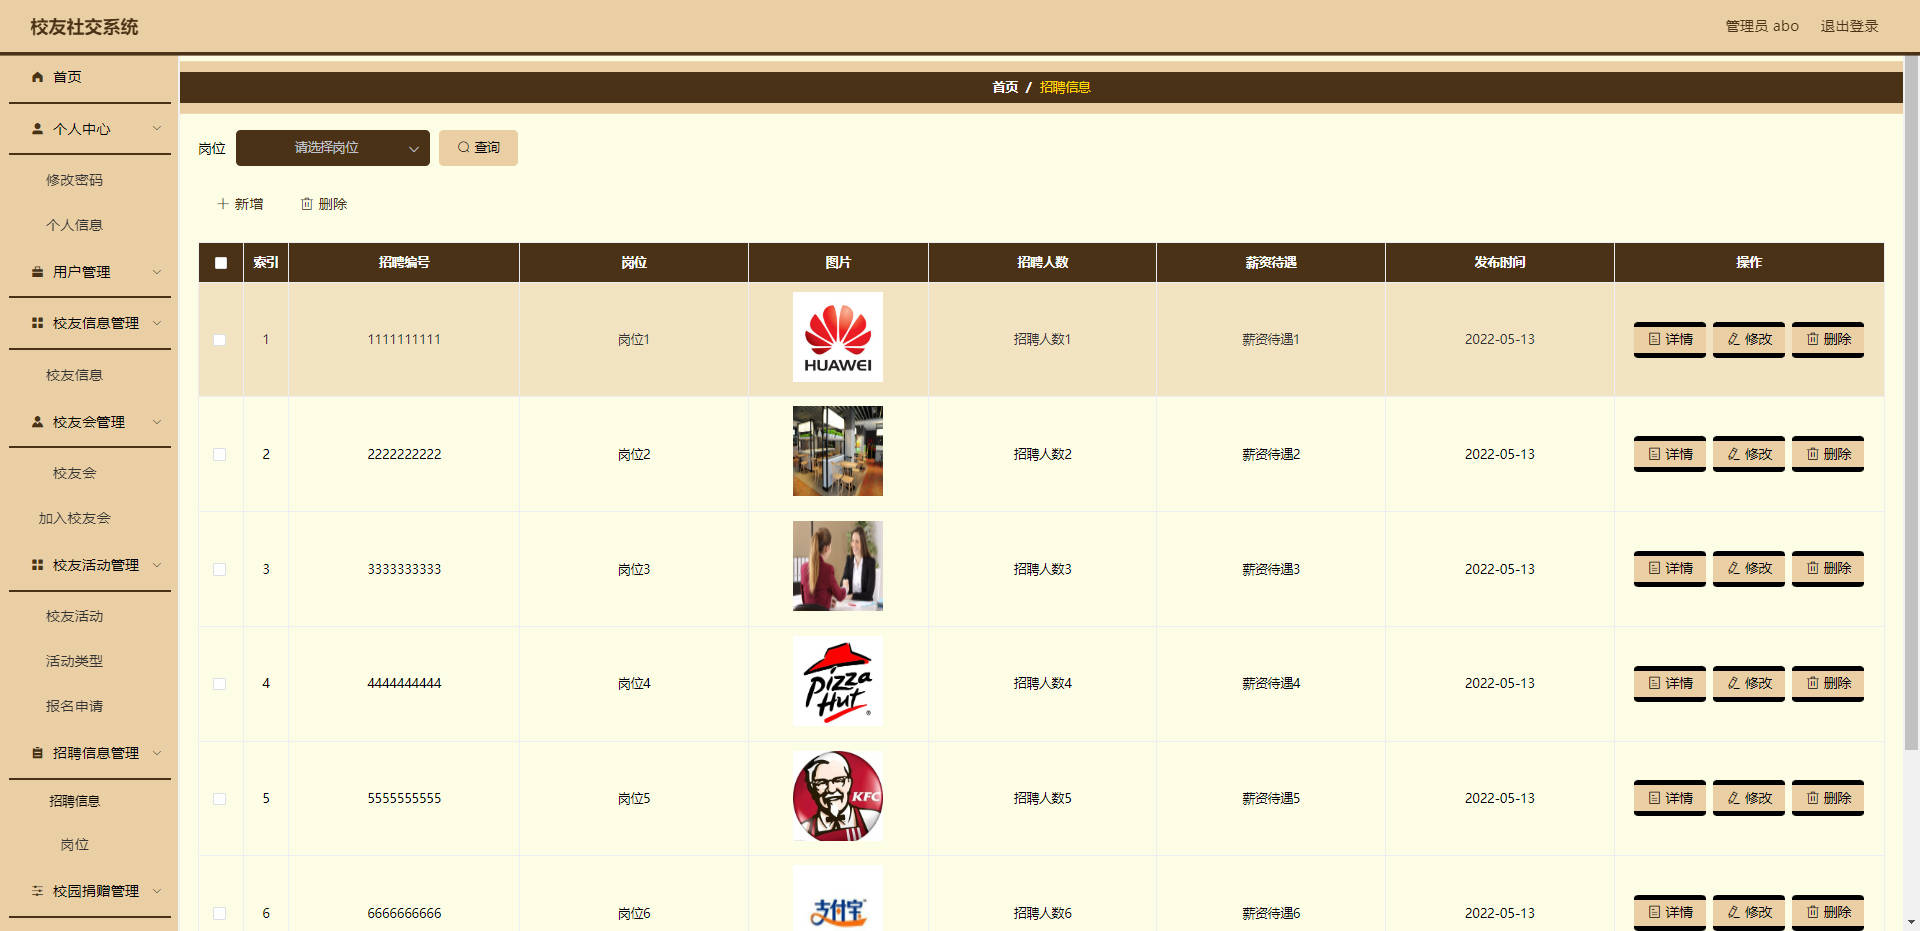 校友社交系统
管理员 abo 退出登录
首页
个人中心
修改密码
个人信息
用户管理
校友信息管理
校友信息
校友会管理
校友会
加入校友会
校友活动管理
校友活动
活动类型
报名申请
招聘信息管理
招聘信息
岗位
校园捐赠管理
首页 / 招聘信息
岗位 请选择岗位 查询
新增 删除
索引 招聘编号 岗位 图片 招聘人数 薪资待遇 发布时间 操作
1 1111111111 岗位1 HUAWEI 招聘人数1 薪资待遇1 2022-05-13 详情 修改 删除
2 2222222222 岗位2 招聘人数2 薪资待遇2 2022-05-13 详情 修改 删除
3 3333333333 岗位3 招聘人数3 薪资待遇3 2022-05-13 详情 修改 删除
4 4444444444 岗位4 Pizza Hut 招聘人数4 薪资待遇4 2022-05-13 详情 修改 删除
5 5555555555 岗位5 KFC 招聘人数5 薪资待遇5 2022-05-13 详情 修改 删除
6 6666666666 岗位6 支付宝 招聘人数6 薪资待遇6 2022-05-13 详情 修改 删除